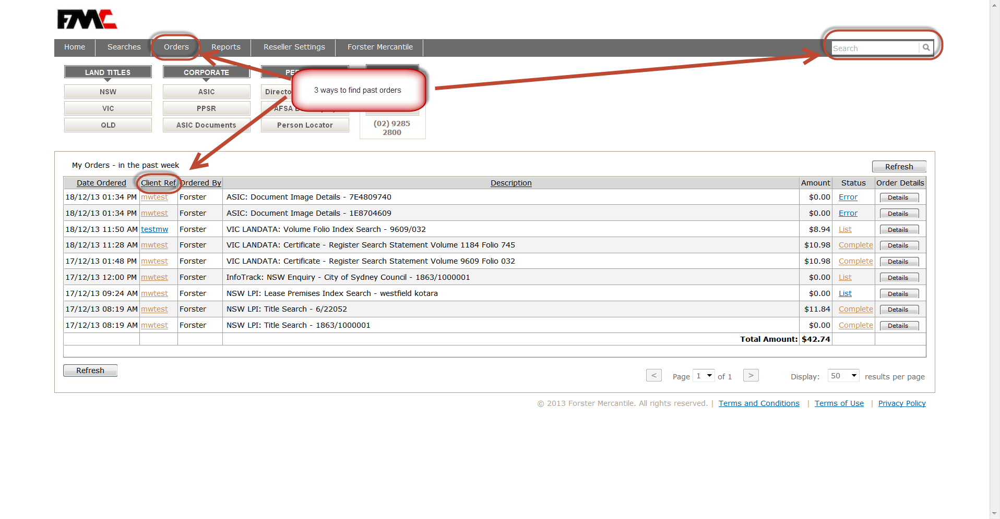 FMC
Home Searches Orders Reports Reseller Settings Forster Mercantile Search
LAND TITLES CORPORATE
NSW ASIC
VIC PPSR AFSA
QLD ASIC Documents Person Locator
3 ways to find past orders
(02) 9285
2800
My Orders - in the past week Refresh
Date Ordered Client Ref Ordered By Description Amount Status Order Details
18/12/13 01:34 PM mwtest Forster ASIC: Document Image Details - 7E4809740 $0.00 Error Details
18/12/13 01:34 PM mwtest Forster ASIC: Document Image Details - 1E8704609 $0.00 Error Details
18/12/13 11:50 AM testmw Forster VIC LANDATA: Volume Folio Index Search - 9609/032 $8.94 List Details
18/12/13 11:28 AM mwtest Forster VIC LANDATA: Certificate - Register Search Statement Volume 1184 Folio 745 $10.98 Complete Details
17/12/13 01:48 PM mwtest Forster VIC LANDATA: Certificate - Register Search Statement Volume 9609 Folio 032 $10.98 Complete Details
17/12/13 12:00 PM mwtest Forster InfoTrack: NSW Enquiry - City of Sydney Council - 1863/1000001 $0.00 List Details
17/12/13 09:24 AM mwtest Forster NSW LPI: Lease Premises Index Search - westfield kotara $0.00 List Details
17/12/13 08:19 AM mwtest Forster NSW LPI: Title Search - 6/22052 $11.84 Complete Details
17/12/13 08:19 AM mwtest Forster NSW LPI: Title Search - 1863/1000001 $0.00 Complete Details
Total Amount: $42.74
Refresh < Page 1 of 1 > Display: 50 results per page
© 2013 Forster Mercantile. All rights reserved. | Terms and Conditions | Terms of Use | Privacy Policy